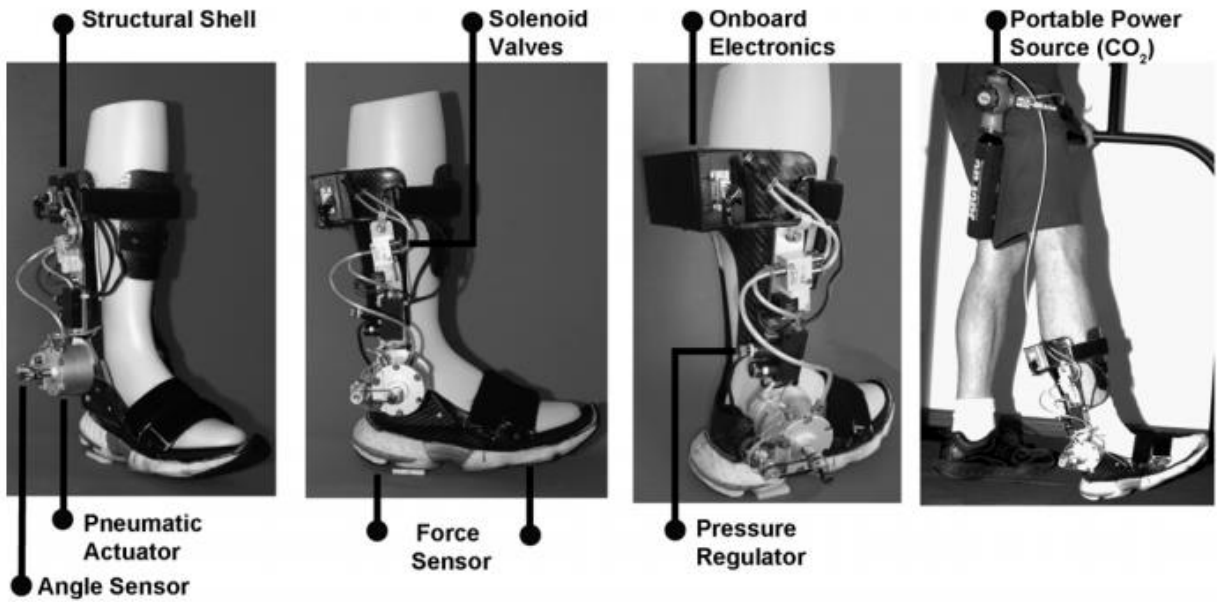 Structural Shell
Solenoid
Valves
Onboard
Electronics
Portable Power
Source (CO₂)
Pneumatic
Actuator
Angle Sensor
Force
Sensor
Pressure
Regulator